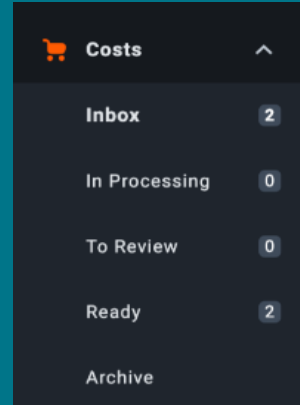 Costs
Inbox 2
In Processing 0
To Review 0
Ready 2
Archive